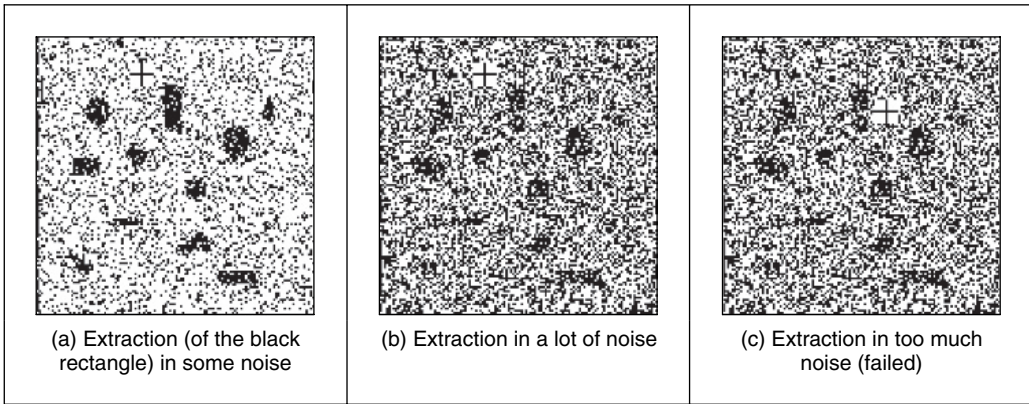 (a) Extraction (of the black
rectangle) in some noise
(b) Extraction in a lot of noise
(c) Extraction in too much
noise (failed)